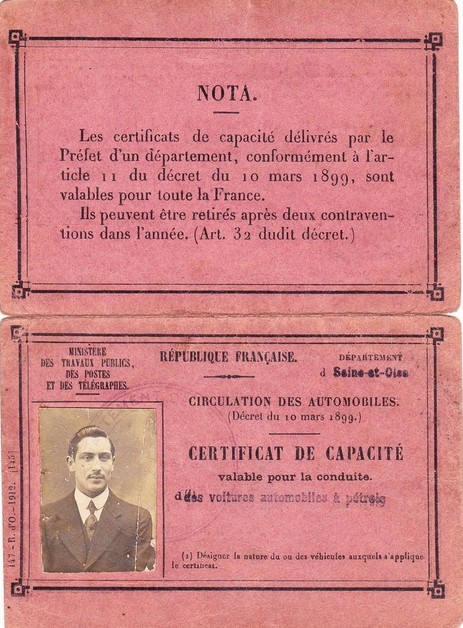 NOTA.
Les certificats de capacité délivrés par le
Préfet d'un département, conformément à l'ar-
ticle 11 du décret du 10 mars 1899, sont
valables pour toute la France.
Ils peuvent être retirés après deux contraven-
tions dans l'année. (Art. 32 dudit décret.)
MINISTÈRE
DES TRAVAUX PUBLICS,
DES POSTES
ET DES TÉLÉGRAPHES.
RÉPUBLIQUE FRANÇAISE.
DÉPARTEMENT
d Seine-et-Oise
CIRCULATION DES AUTOMOBILES.
(Décret du 10 mars 1899.)
CERTIFICAT DE CAPACITÉ
valable pour la conduite.
des voitures automobiles à pétrole
(1) Désigner la nature du ou des véhicules auxquels s'applique
le certificat.
147 - B. d'O. - 1912.